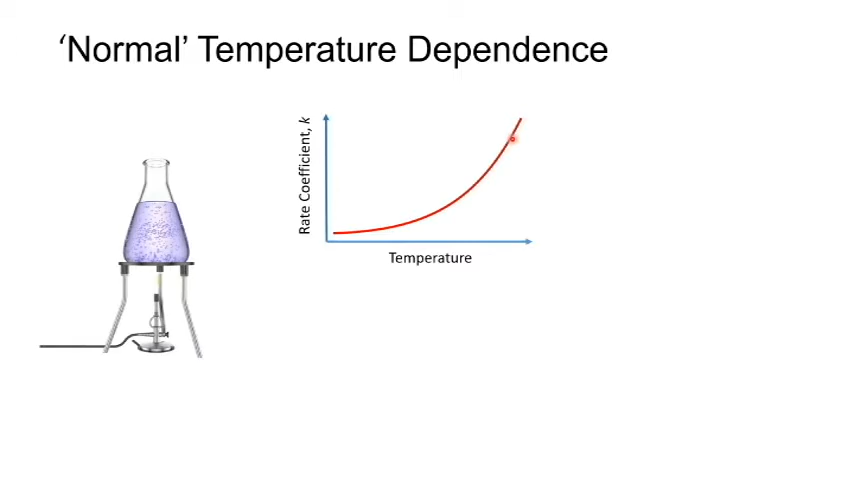 ‘Normal’ Temperature Dependence
Rate Coefficient, k
Temperature